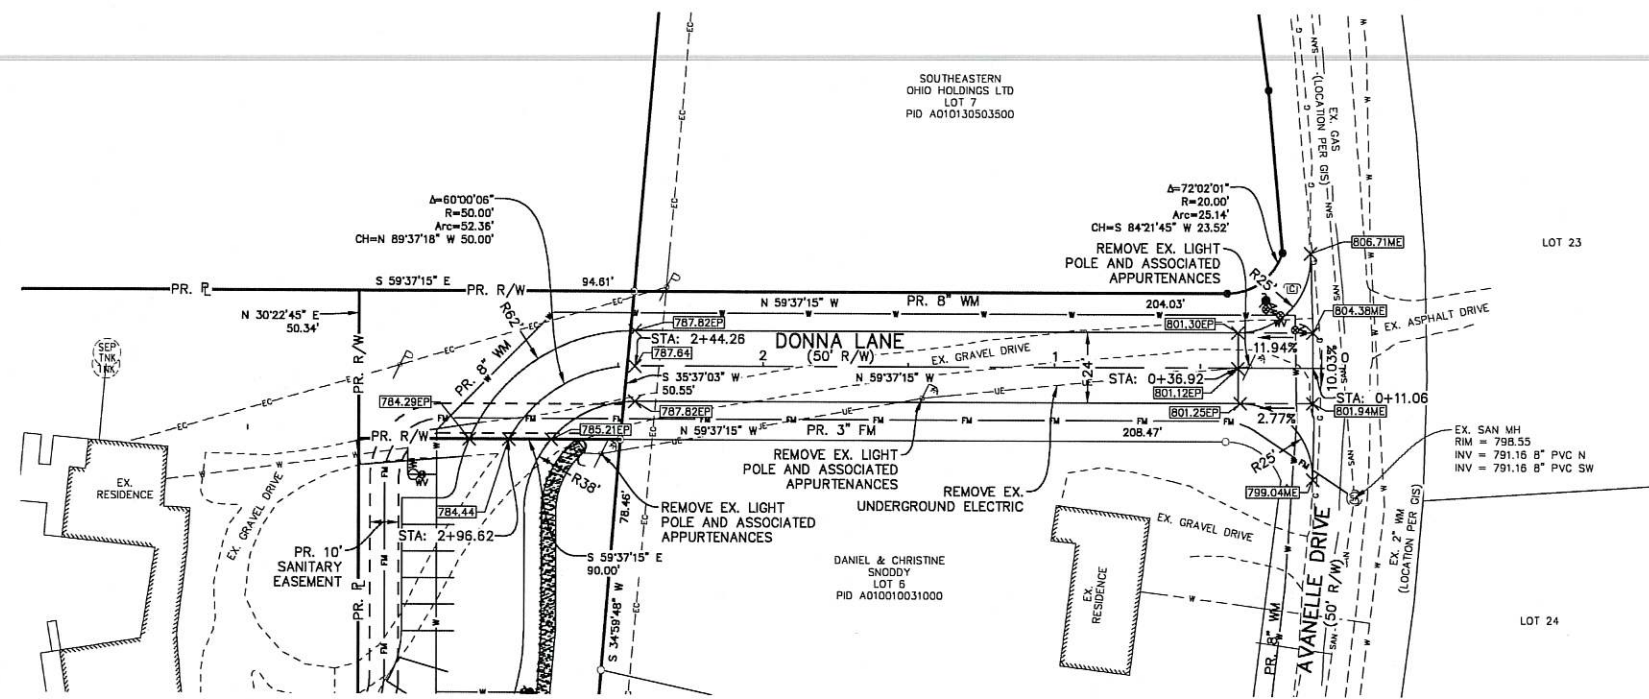 SOUTHEASTERN
OHIO HOLDINGS LTD
LOT 7
PID A010130503500
Δ=60°00'06"
R=50.00'
Arc=52.36'
CH=N 89°37'18" W 50.00'
Δ=72°02'01"
R=20.00'
Arc=25.14'
CH=S 84°21'45" W 23.52'
REMOVE EX. LIGHT
POLE AND ASSOCIATED
APPURTENANCES
EX. GAS
(LOCATION PER GIS)
806.71ME
LOT 23
PR. PL
S 59°37'15" E
PR. R/W
94.61'
N 30°22'45" E
50.34'
N 59°37'15" W
PR. 8" WM
204.03'
R25'
R62'
787.82EP
STA: 2+44.26
787.64
DONNA LANE
(50' R/W)
2
EX. GRAVEL DRIVE
1
801.30EP
804.38ME
EX. ASPHALT DRIVE
11.94%
10.03%
0
24'
SEP
TNK
PR. R/W
PR. 8" WM
S 35°37'03" W
50.55'
N 59°37'15" W
STA: 0+36.92
801.12EP
STA: 0+11.06
784.29EP
787.82EP
801.25EP
801.94ME
2.77%
PR. R/W
785.21EP
N 59°37'15" W
PR. 3" FM
208.47'
EX. SAN MH
RIM = 798.55
INV = 791.16 8" PVC N
INV = 791.16 8" PVC SW
R25'
REMOVE EX. LIGHT
POLE AND ASSOCIATED
APPURTENANCES
R38'
EX.
RESIDENCE
EX. GRAVEL DRIVE
WV
799.04ME
REMOVE EX.
UNDERGROUND ELECTRIC
784.44
STA: 2+96.62
78.46'
REMOVE EX. LIGHT
POLE AND ASSOCIATED
APPURTENANCES
EX. GRAVEL DRIVE
PR. 10'
SANITARY
EASEMENT
S 59°37'15" E
90.00'
DANIEL & CHRISTINE
SNODDY
LOT 6
PID A010010031000
EX. 2" WM
(LOCATION PER GIS)
EX.
RESIDENCE
PR. PL
S 34°59'48" W
PR. 8" WM
AVANELLE DRIVE
(50' R/W)
LOT 24